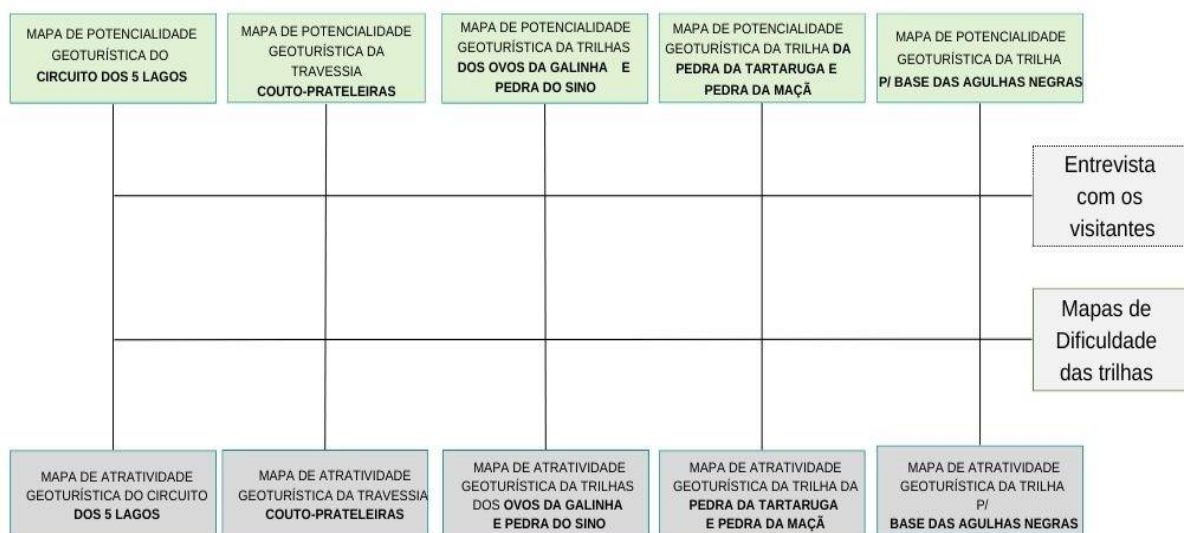 MAPA DE POTENCIALIDADE
GEOTURÍSTICA DO
CIRCUITO DOS 5 LAGOS
MAPA DE POTENCIALIDADE
GEOTURÍSTICA DA
TRAVESSIA
COUTO-PRATELEIRAS
MAPA DE POTENCIALIDADE
GEOTURÍSTICA DA TRILHAS
DOS OVOS DA GALINHA E
PEDRA DO SINO
MAPA DE POTENCIALIDADE
GEOTURÍSTICA DA TRILHA DA
PEDRA DA TARTARUGA E
PEDRA DA MAÇÃ
MAPA DE POTENCIALIDADE
GEOTURÍSTICA DA TRILHA
P/ BASE DAS AGULHAS NEGRAS
Entrevista
com os
visitantes
Mapas de
Dificuldade
das trilhas
MAPA DE ATRATIVIDADE
GEOTURÍSTICA DO CIRCUITO
DOS 5 LAGOS
MAPA DE ATRATIVIDADE
GEOTURÍSTICA DA TRAVESSIA
COUTO-PRATELEIRAS
MAPA DE ATRATIVIDADE
GEOTURÍSTICA DA TRILHAS
DOS OVOS DA GALINHA
E PEDRA DO SINO
MAPA DE ATRATIVIDADE
GEOTURÍSTICA DA TRILHA DA
PEDRA DA TARTARUGA
E PEDRA DA MAÇÃ
MAPA DE ATRATIVIDADE
GEOTURÍSTICA DA TRILHA
P/
BASE DAS AGULHAS NEGRAS